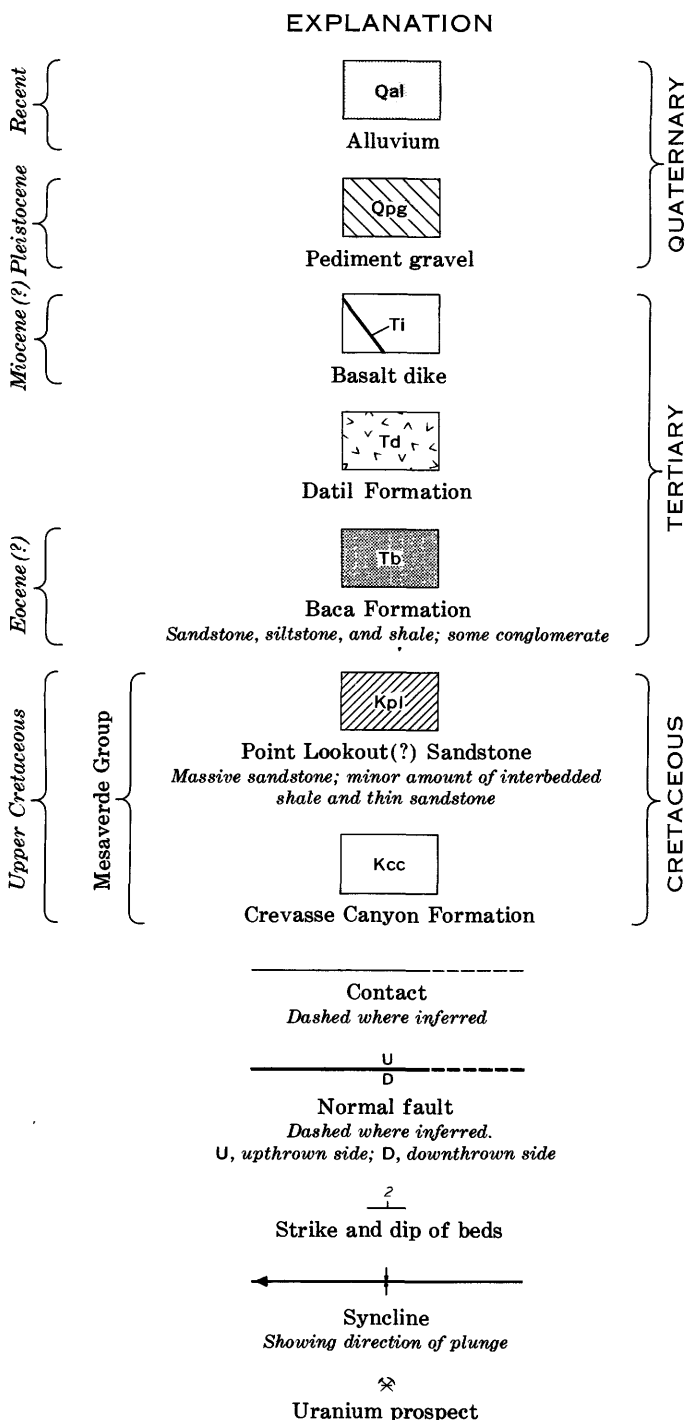 EXPLANATION
Recent
Qal
Alluvium
Pleistocene
Qpg
Pediment gravel
QUATERNARY
Miocene (?)
Ti
Basalt dike
Td
Datil Formation
TERTIARY
Eocene (?)
Tb
Baca Formation
Sandstone, siltstone, and shale; some conglomerate
Upper Cretaceous
Mesaverde Group
Kpl
Point Lookout(?) Sandstone
Massive sandstone; minor amount of interbedded
shale and thin sandstone
Kcc
Crevasse Canyon Formation
CRETACEOUS
Contact
Dashed where inferred
U
D
Normal fault
Dashed where inferred.
U, upthrown side; D, downthrown side
2
Strike and dip of beds
Syncline
Showing direction of plunge
Uranium prospect